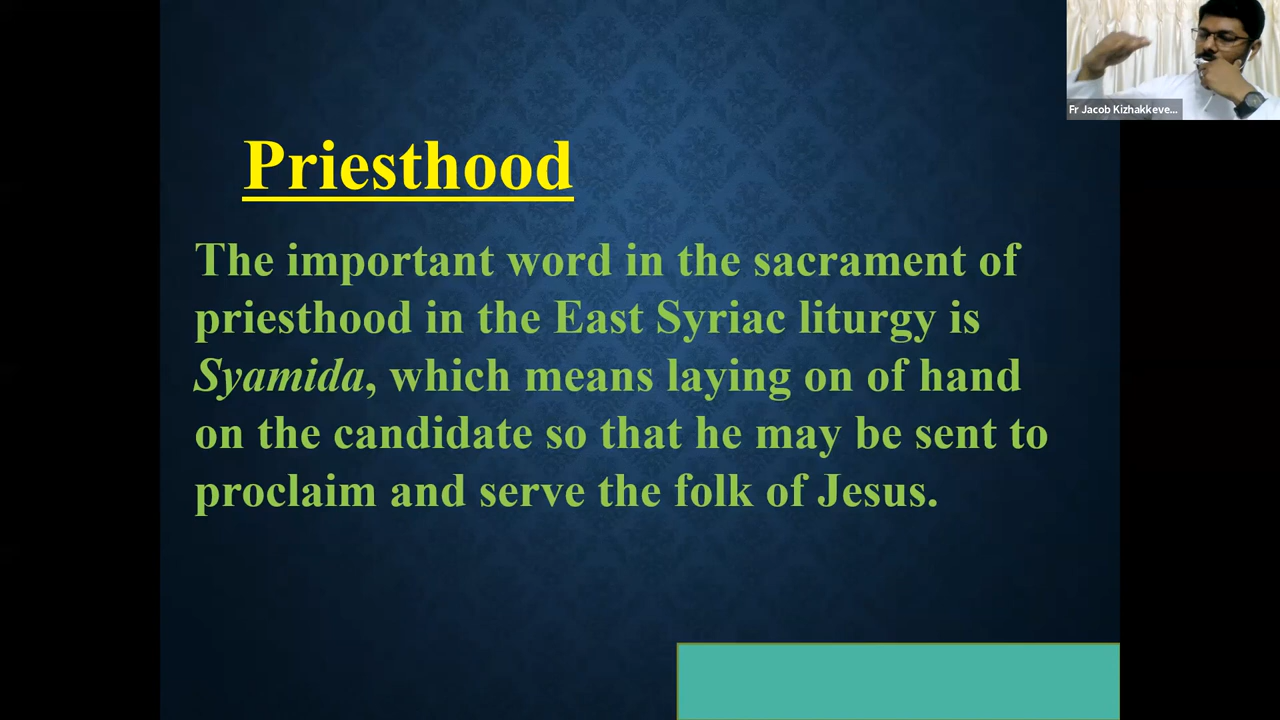 Fr Jacob Kizhakkeve...
Priesthood
The important word in the sacrament of
priesthood in the East Syriac liturgy is
Syamida, which means laying on of hand
on the candidate so that he may be sent to
proclaim and serve the folk of Jesus.